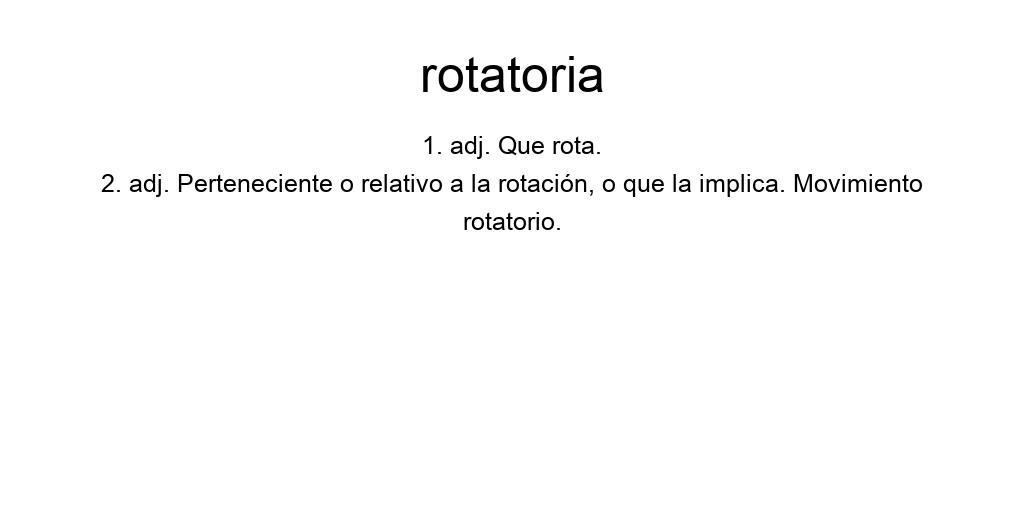 rotatoria
1. adj. Que rota.
2. adj. Perteneciente o relativo a la rotación, o que la implica. Movimiento
rotatorio.